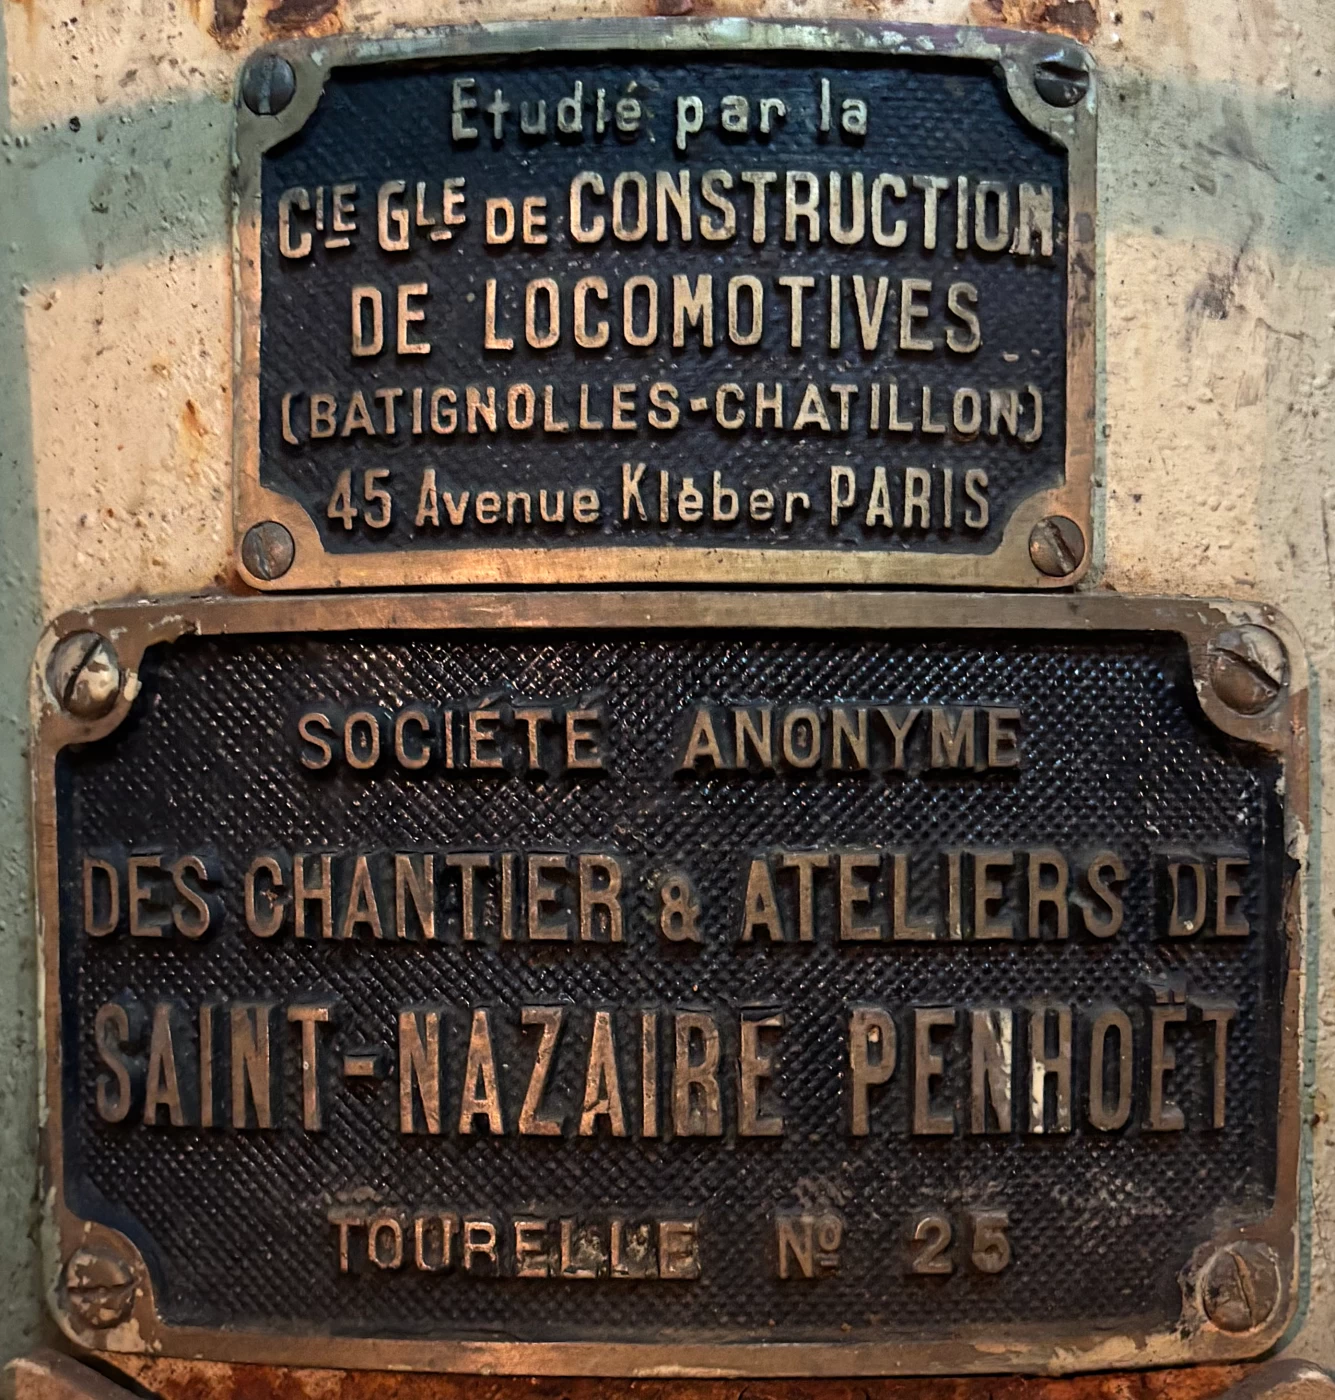 Etudié par la
CIE GLE DE CONSTRUCTION
DE LOCOMOTIVES
(BATIGNOLLES-CHATILLON)
45 Avenue Klèber PARIS
SOCIÉTÉ ANONYME
DES CHANTIER & ATELIERS DE
SAINT-NAZAIRE PENHOËT
TOURELLE Nº 25